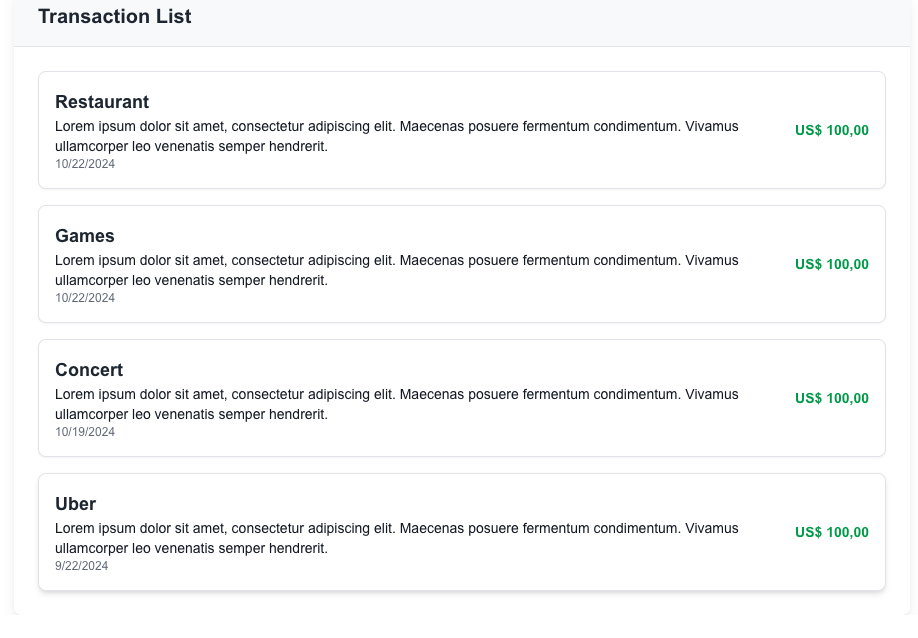 Transaction List
Restaurant
Lorem ipsum dolor sit amet, consectetur adipiscing elit. Maecenas posuere fermentum condimentum. Vivamus
ullamcorper leo venenatis semper hendrerit.
10/22/2024
US$ 100,00
Games
Lorem ipsum dolor sit amet, consectetur adipiscing elit. Maecenas posuere fermentum condimentum. Vivamus
ullamcorper leo venenatis semper hendrerit.
10/22/2024
US$ 100,00
Concert
Lorem ipsum dolor sit amet, consectetur adipiscing elit. Maecenas posuere fermentum condimentum. Vivamus
ullamcorper leo venenatis semper hendrerit.
10/19/2024
US$ 100,00
Uber
Lorem ipsum dolor sit amet, consectetur adipiscing elit. Maecenas posuere fermentum condimentum. Vivamus
ullamcorper leo venenatis semper hendrerit.
9/22/2024
US$ 100,00